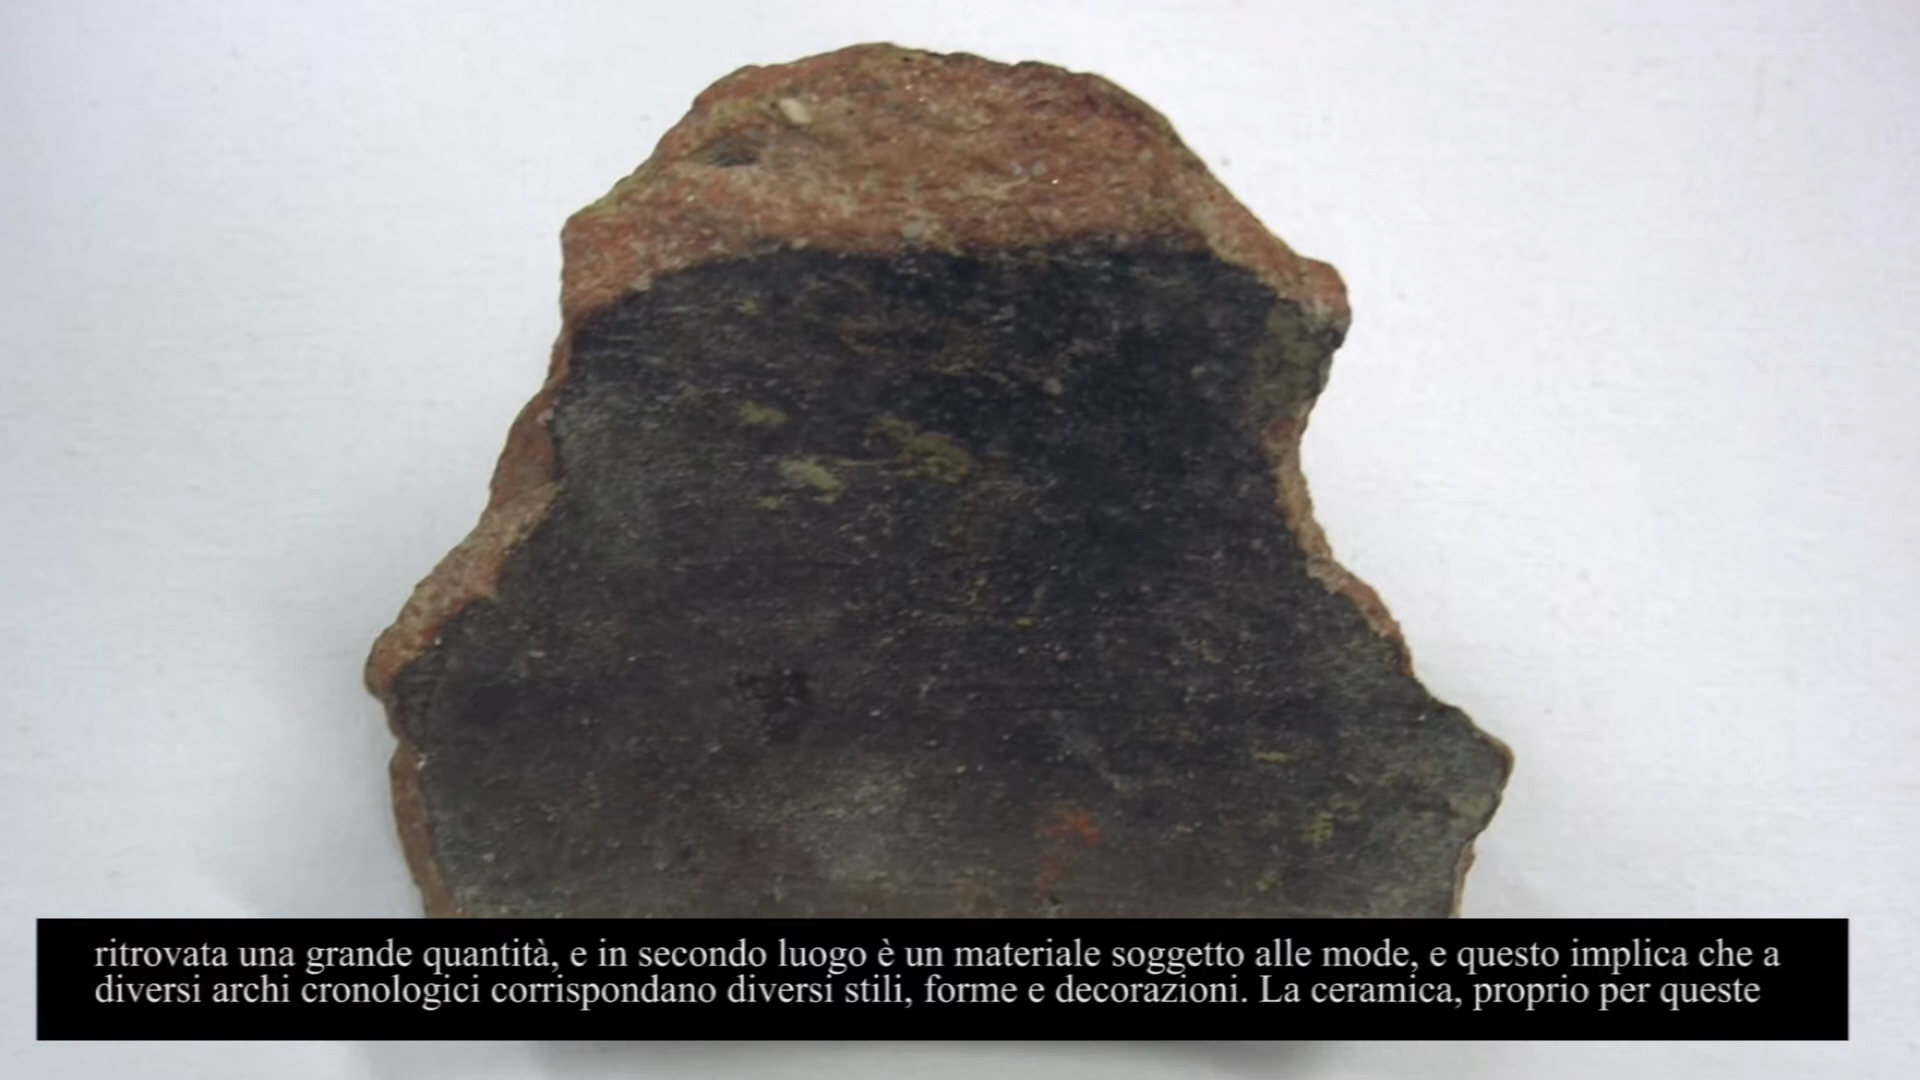 ritrovata una grande quantità, e in secondo luogo è un materiale soggetto alle mode, e questo implica che a
diversi archi cronologici corrispondano diversi stili, forme e decorazioni. La ceramica, proprio per queste